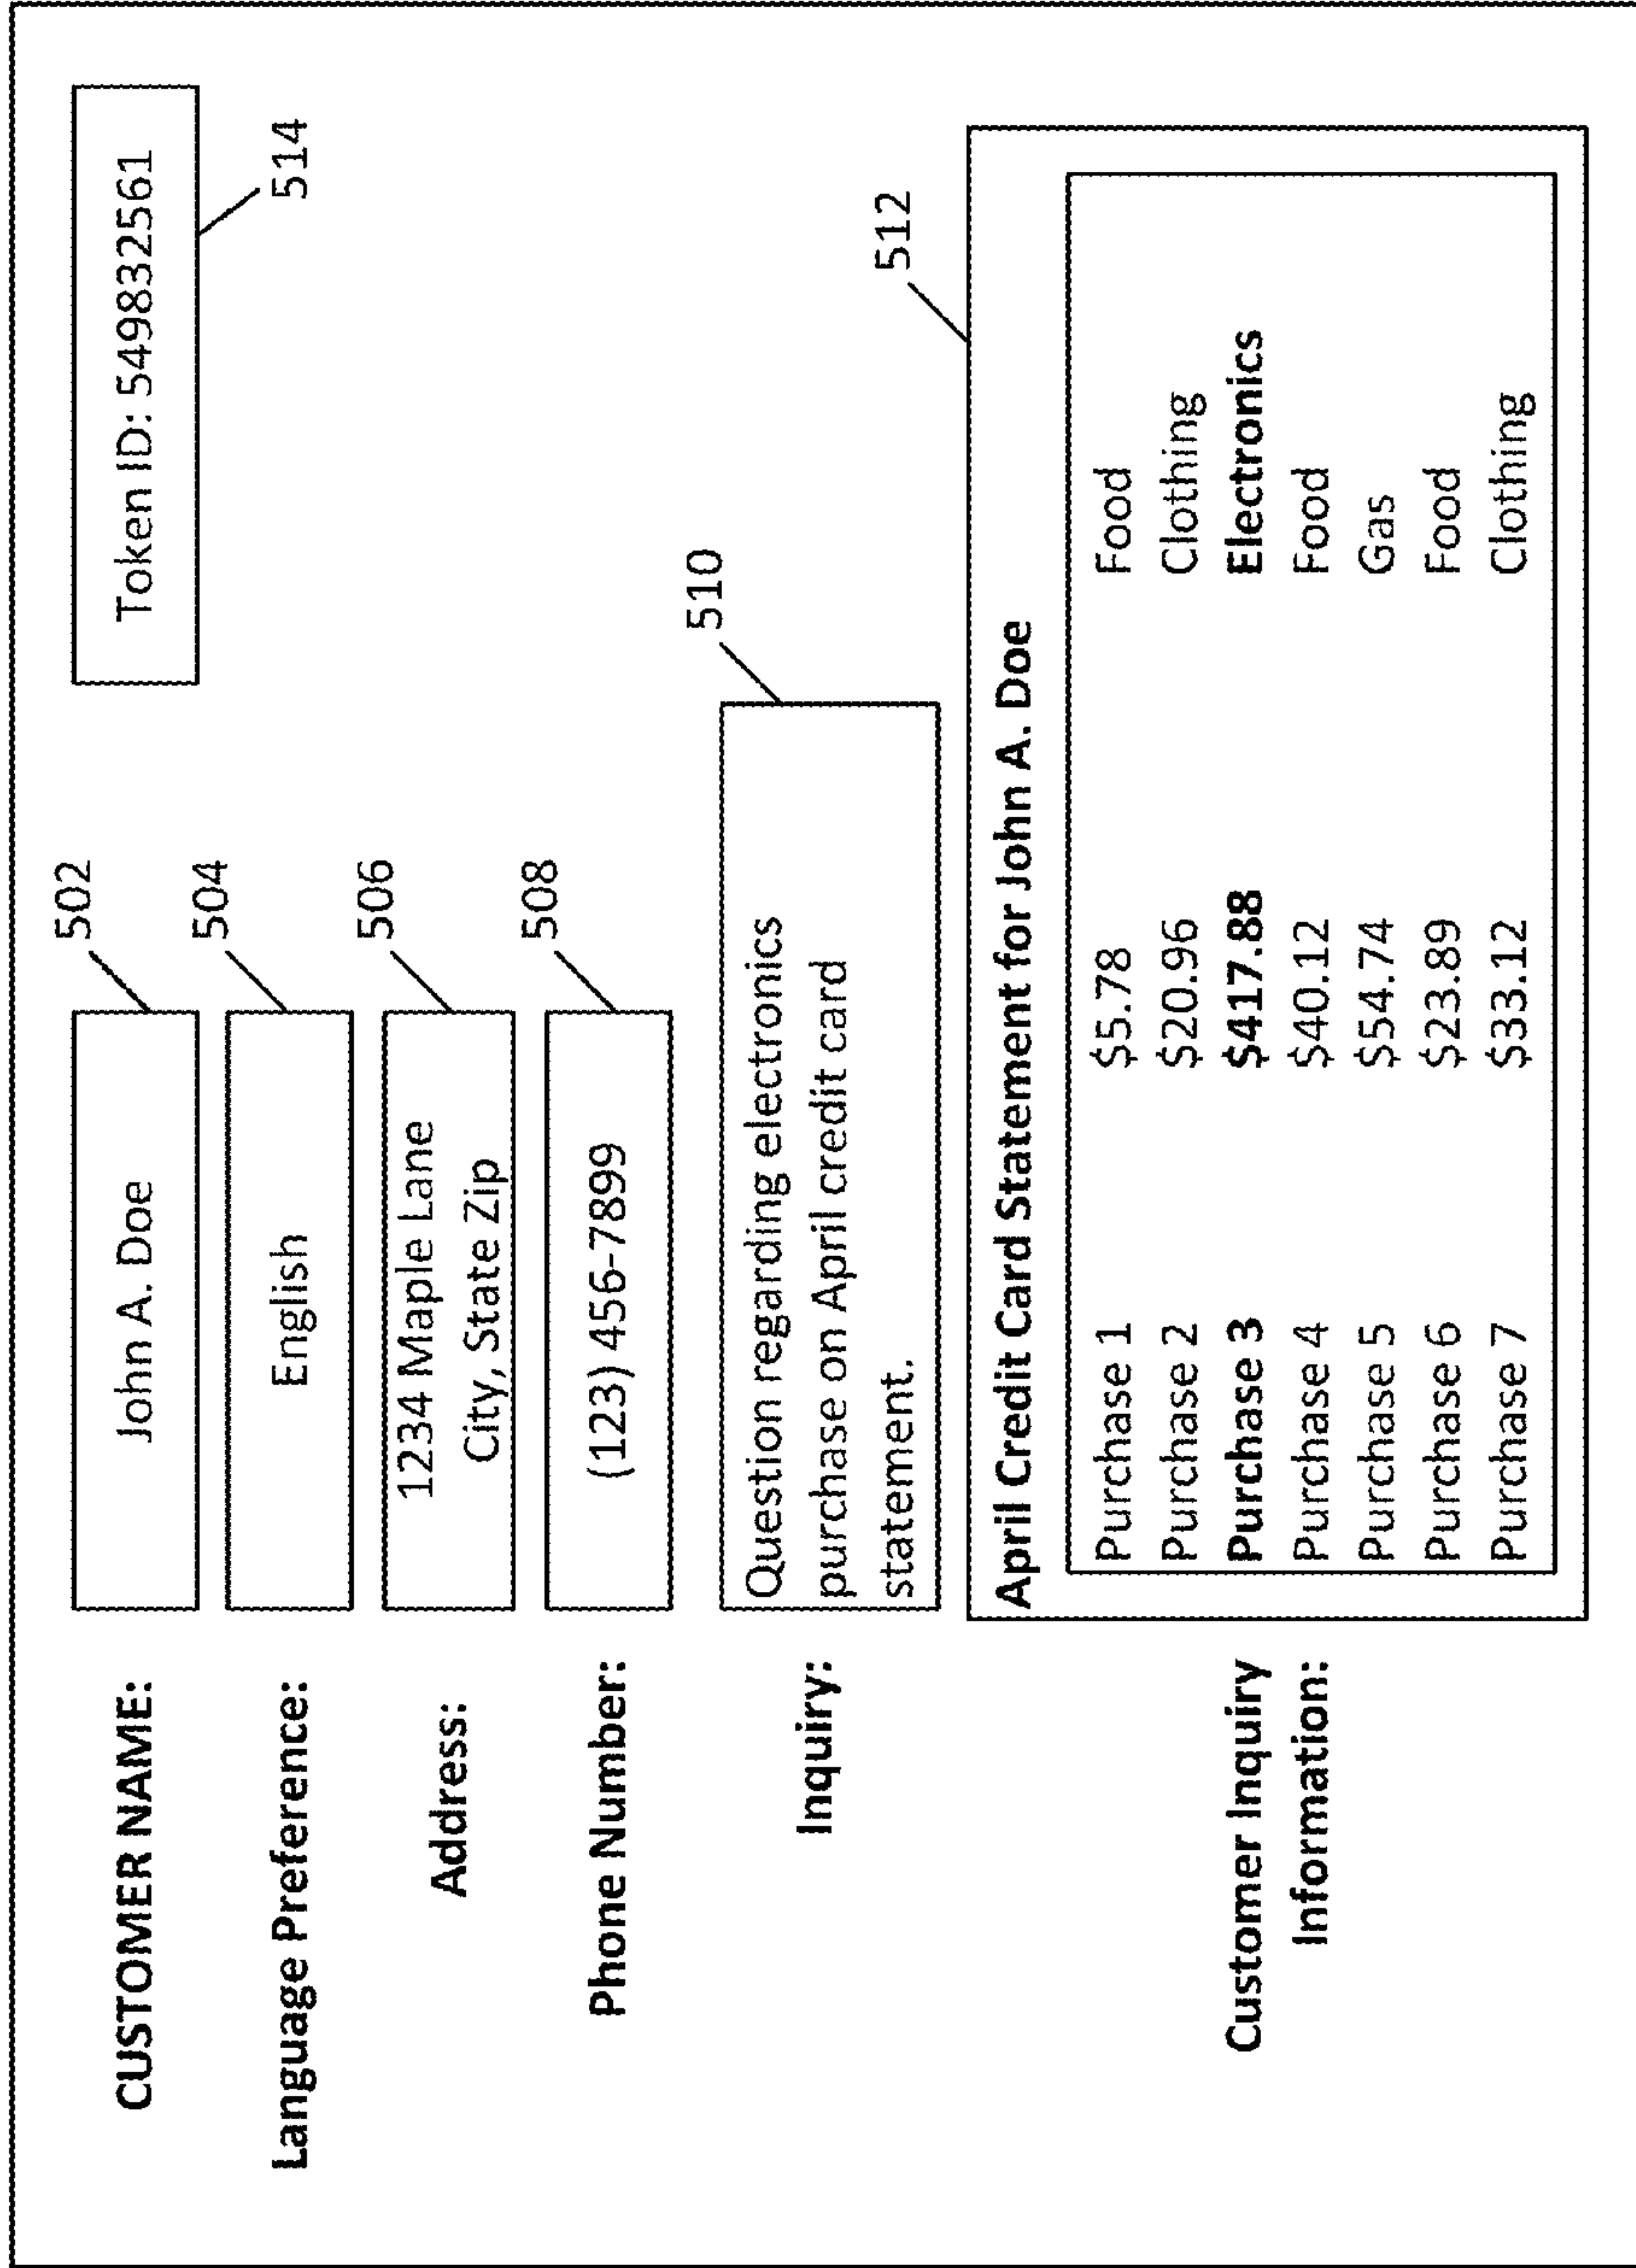 CUSTOMER NAME: John A. Doe 502
Token ID: 549832561
514
Language Preference: English 504
Address: 1234 Maple Lane 506
City, State Zip
Phone Number: (123) 456-7899 508
Inquiry: Question regarding electronics 510
purchase on April credit card
statement.
512
April Credit Card Statement for John A. Doe
Customer Inquiry
Information:
Purchase 1 $5.78 Food
Purchase 2 $20.96 Clothing
Purchase 3 $417.88 Electronics
Purchase 4 $40.12 Food
Purchase 5 $54.74 Gas
Purchase 6 $23.89 Food
Purchase 7 $33.12 Clothing